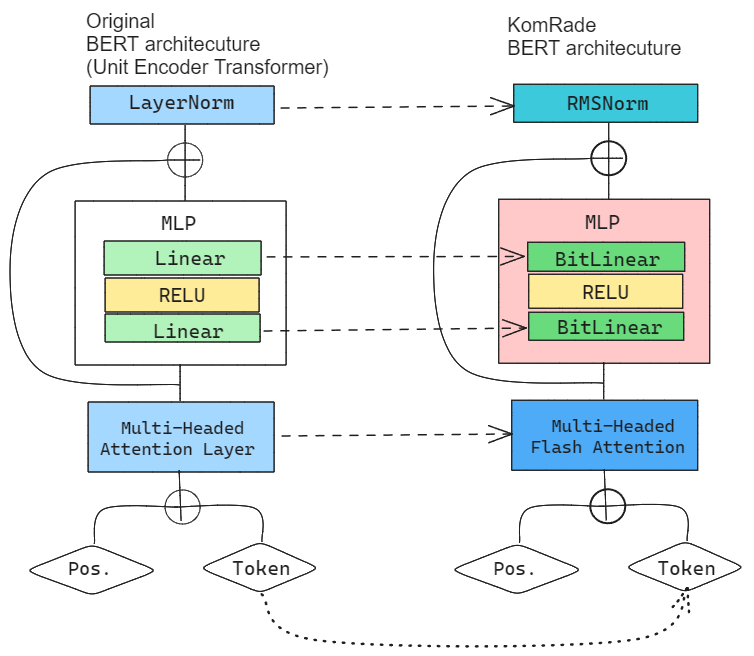 Original
BERT architecuture
(Unit Encoder Transformer)
LayerNorm
MLP
Linear
RELU
Linear
Multi-Headed
Attention Layer
Pos.
Token
KomRade
BERT architecuture
RMSNorm
MLP
BitLinear
RELU
BitLinear
Multi-Headed
Flash Attention
Pos.
Token